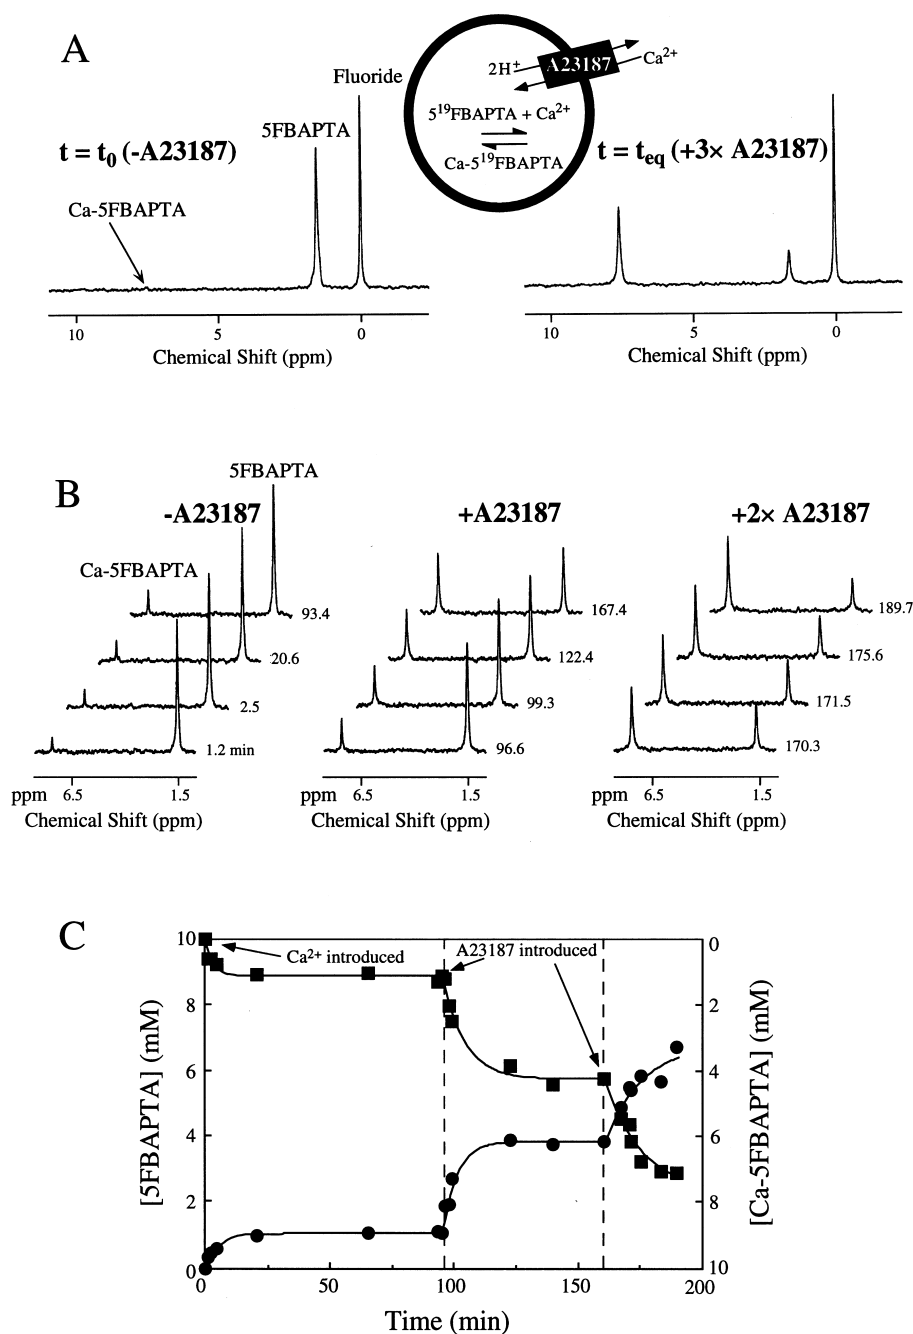 A
Fluoride
5FBAPTA
t = t0 (-A23187)
Ca-5FBAPTA
10 5 0
Chemical Shift (ppm)
2H+ A23187 Ca2+
5 19FBAPTA + Ca2+
Ca-5 19FBAPTA
t = teq (+3× A23187)
10 5 0
Chemical Shift (ppm)
B
5FBAPTA
-A23187
Ca-5FBAPTA
93.4
20.6
2.5
1.2 min
ppm 6.5 1.5
Chemical Shift (ppm)
+A23187
167.4
122.4
99.3
96.6
ppm 6.5 1.5
Chemical Shift (ppm)
+2× A23187
189.7
175.6
171.5
170.3
ppm 6.5 1.5
Chemical Shift (ppm)
C
[5FBAPTA] (mM)
10
8
6
4
2
0
Ca2+ introduced
A23187 introduced
0
2
4
6
8
10
[Ca-5FBAPTA] (mM)
0 50 100 150 200
Time (min)